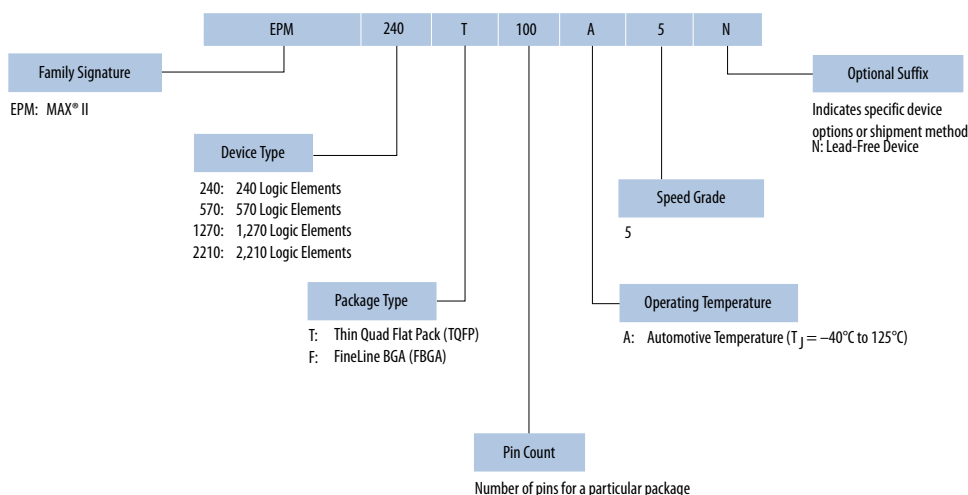 EPM 240 T 100 A 5 N
Family Signature
EPM: MAX® II
Optional Suffix
Indicates specific device
options or shipment method
N: Lead-Free Device
Device Type
240: 240 Logic Elements
570: 570 Logic Elements
1270: 1,270 Logic Elements
2210: 2,210 Logic Elements
Speed Grade
5
Package Type
T: Thin Quad Flat Pack (TQFP)
F: FineLine BGA (FBGA)
Operating Temperature
A: Automotive Temperature (T J = –40°C to 125°C)
Pin Count
Number of pins for a particular package